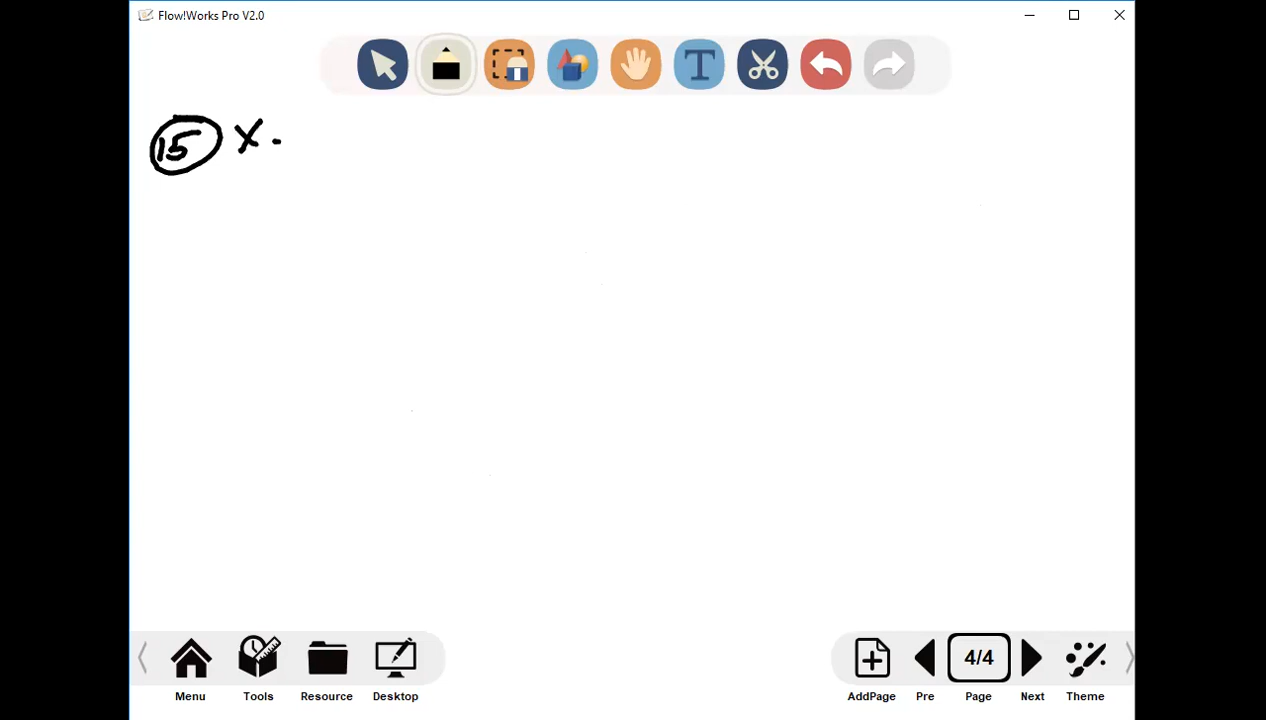 Flow!Works Pro V2.0
T
15 X -
Menu Tools Resource Desktop 4/4 AddPage Pre Page Next Theme